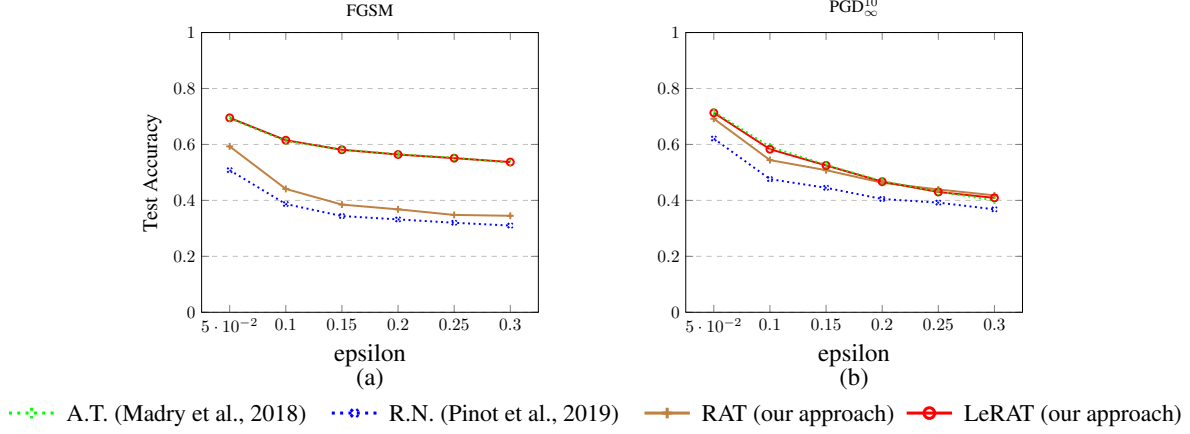 FGSM
1
0.8
0.6
0.4
0.2
0
Test Accuracy
5 · 10⁻² 0.1 0.15 0.2 0.25 0.3
epsilon
(a)
PGD₁₀∞
1
0.8
0.6
0.4
0.2
0
5 · 10⁻² 0.1 0.15 0.2 0.25 0.3
epsilon
(b)
A.T. (Madry et al., 2018) R.N. (Pinot et al., 2019) RAT (our approach) LeRAT (our approach)